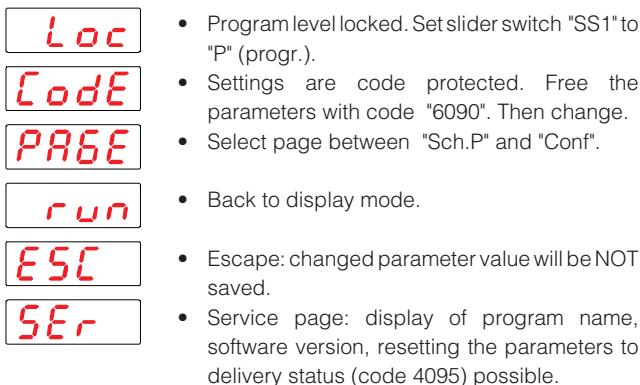 Loc
• Program level locked. Set slider switch "SS1" to
"P" (progr.).
CodE
• Settings are code protected. Free the
parameters with code "6090". Then change.
PAGE
• Select page between "Sch.P" and "Conf".
run
• Back to display mode.
ESC
• Escape: changed parameter value will be NOT
saved.
SEr
• Service page: display of program name,
software version, resetting the parameters to
delivery status (code 4095) possible.